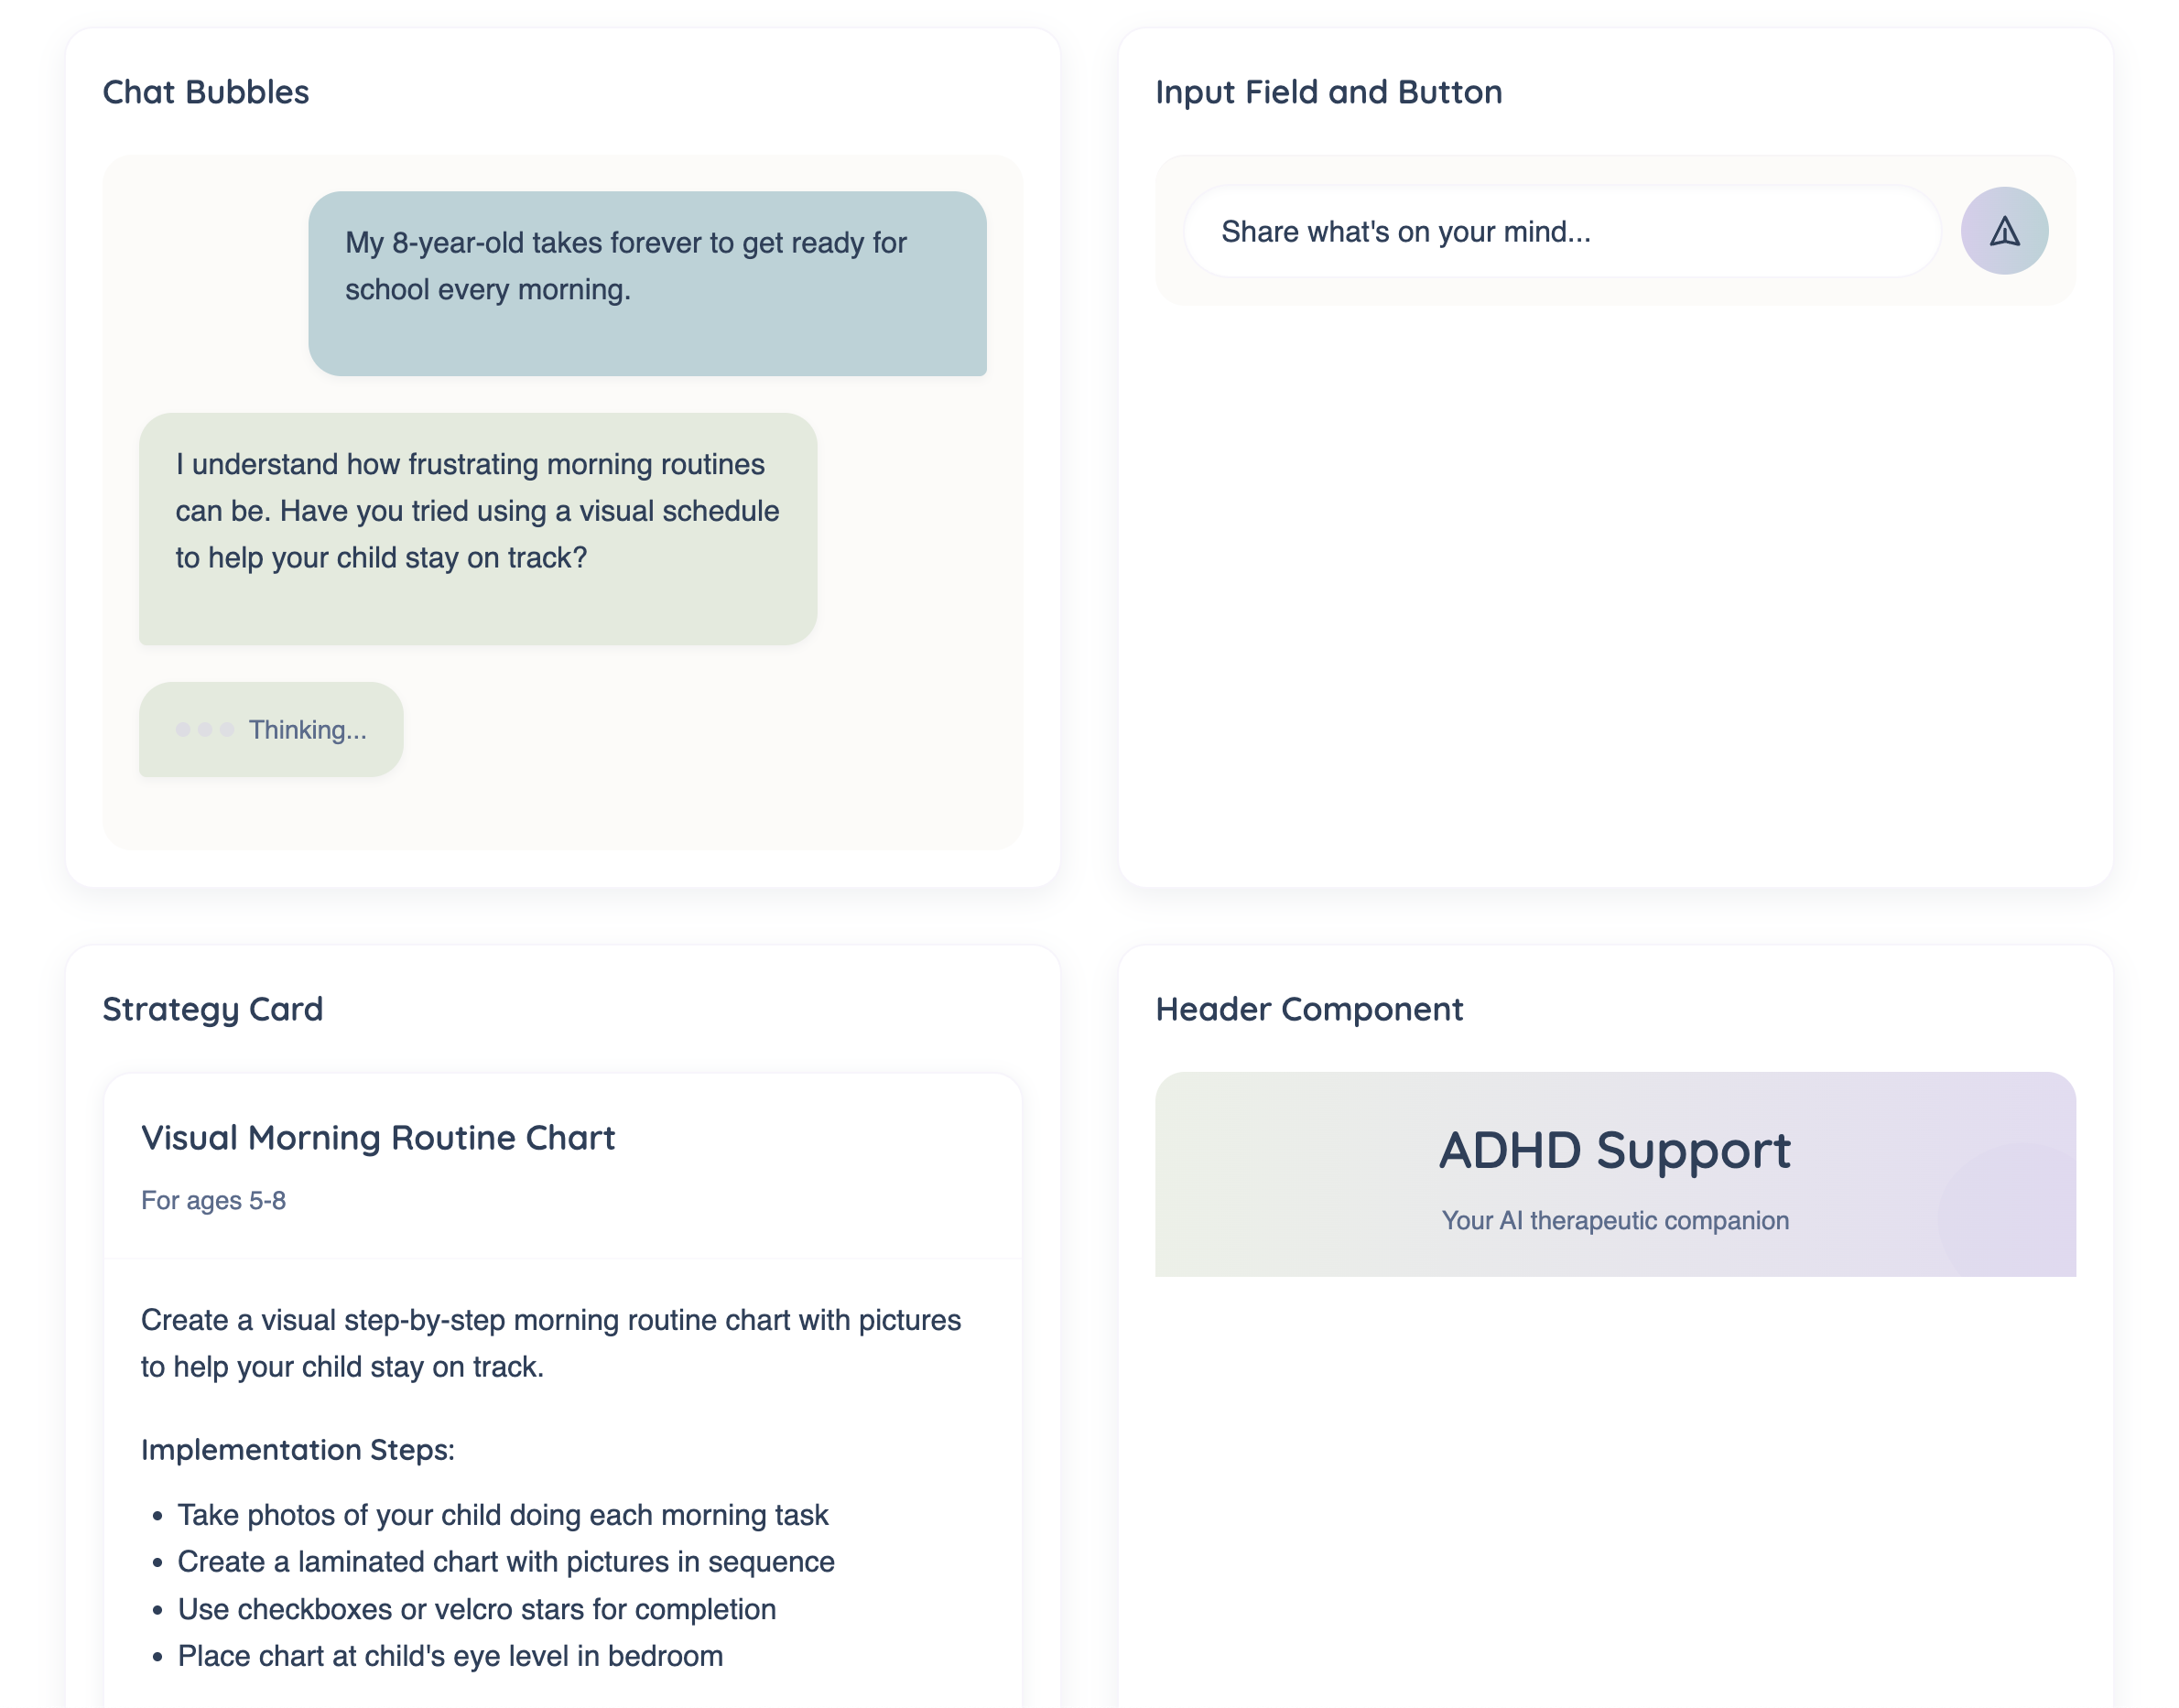 Chat Bubbles
My 8-year-old takes forever to get ready for
school every morning.
I understand how frustrating morning routines
can be. Have you tried using a visual schedule
to help your child stay on track?
Thinking...
Input Field and Button
Share what's on your mind...
Strategy Card
Visual Morning Routine Chart
For ages 5-8
Create a visual step-by-step morning routine chart with pictures
to help your child stay on track.
Implementation Steps:
• Take photos of your child doing each morning task
• Create a laminated chart with pictures in sequence
• Use checkboxes or velcro stars for completion
• Place chart at child's eye level in bedroom
Header Component
ADHD Support
Your AI therapeutic companion